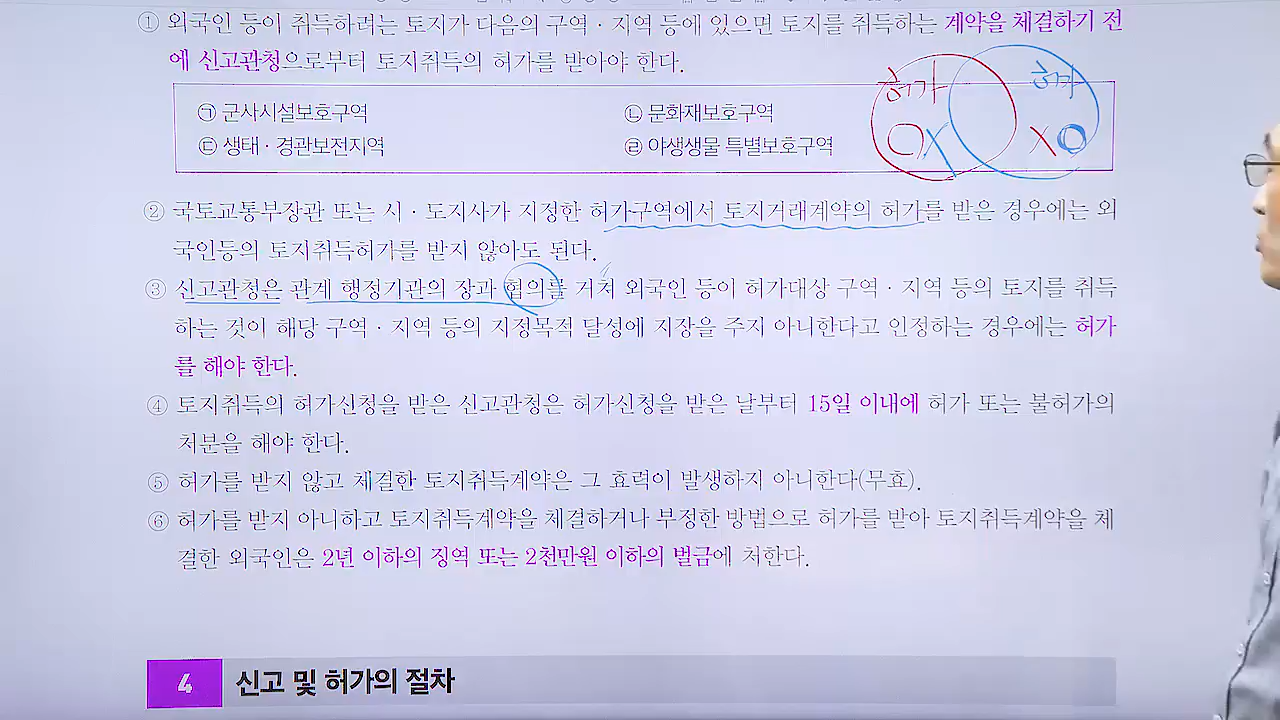 ① 외국인 등이 취득하려는 토지가 다음의 구역 · 지역 등에 있으면 토지를 취득하는 계약을 체결하기 전
에 신고관청으로부터 토지취득의 허가를 받아야 한다.
허가 허가
㉠ 군사시설보호구역 ㉡ 문화재보호구역
O X X O
㉢ 생태 · 경관보전지역 ㉣ 야생생물 특별보호구역
② 국토교통부장관 또는 시 · 도지사가 지정한 허가구역에서 토지거래계약의 허가를 받은 경우에는 외
국인등의 토지취득허가를 받지 않아도 된다.
③ 신고관청은 관계 행정기관의 장과 협의를 거쳐 외국인 등이 허가대상 구역 · 지역 등의 토지를 취득
하는 것이 해당 구역 · 지역 등의 지정목적 달성에 지장을 주지 아니한다고 인정하는 경우에는 허가
를 해야 한다.
④ 토지취득의 허가신청을 받은 신고관청은 허가신청을 받은 날부터 15일 이내에 허가 또는 불허가의
처분을 해야 한다.
⑤ 허가를 받지 않고 체결한 토지취득계약은 그 효력이 발생하지 아니한다(무효).
⑥ 허가를 받지 아니하고 토지취득계약을 체결하거나 부정한 방법으로 허가를 받아 토지취득계약을 체
결한 외국인은 2년 이하의 징역 또는 2천만원 이하의 벌금에 처한다.
4 신고 및 허가의 절차